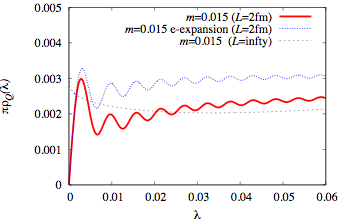 0.005
0.004
0.003
0.002
0.001
0
πρQ(λ)
m=0.015 (L=2fm)
m=0.015 e-expansion (L=2fm)
m=0.015 (L=infty)
0 0.01 0.02 0.03 0.04 0.05 0.06
λ